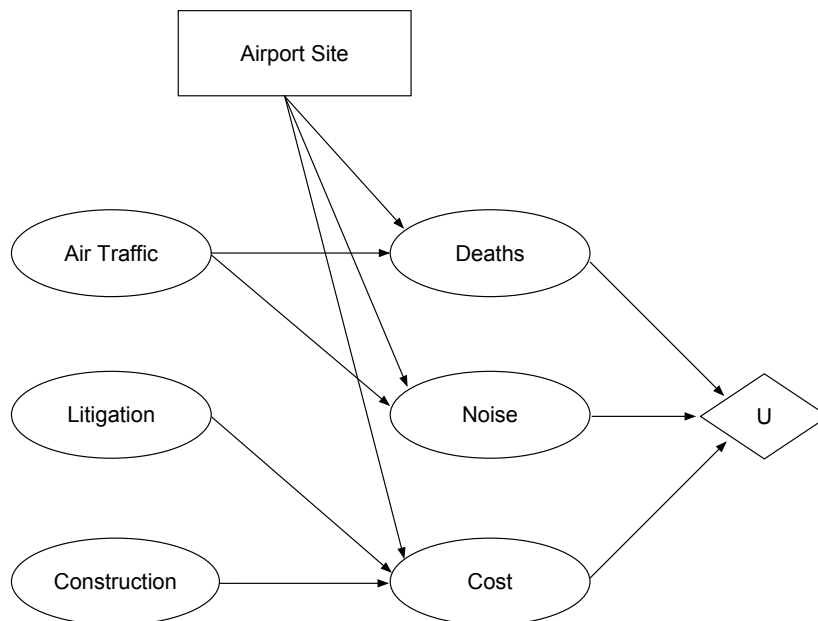 Airport Site
Air Traffic
Deaths
Litigation
Noise
U
Construction
Cost